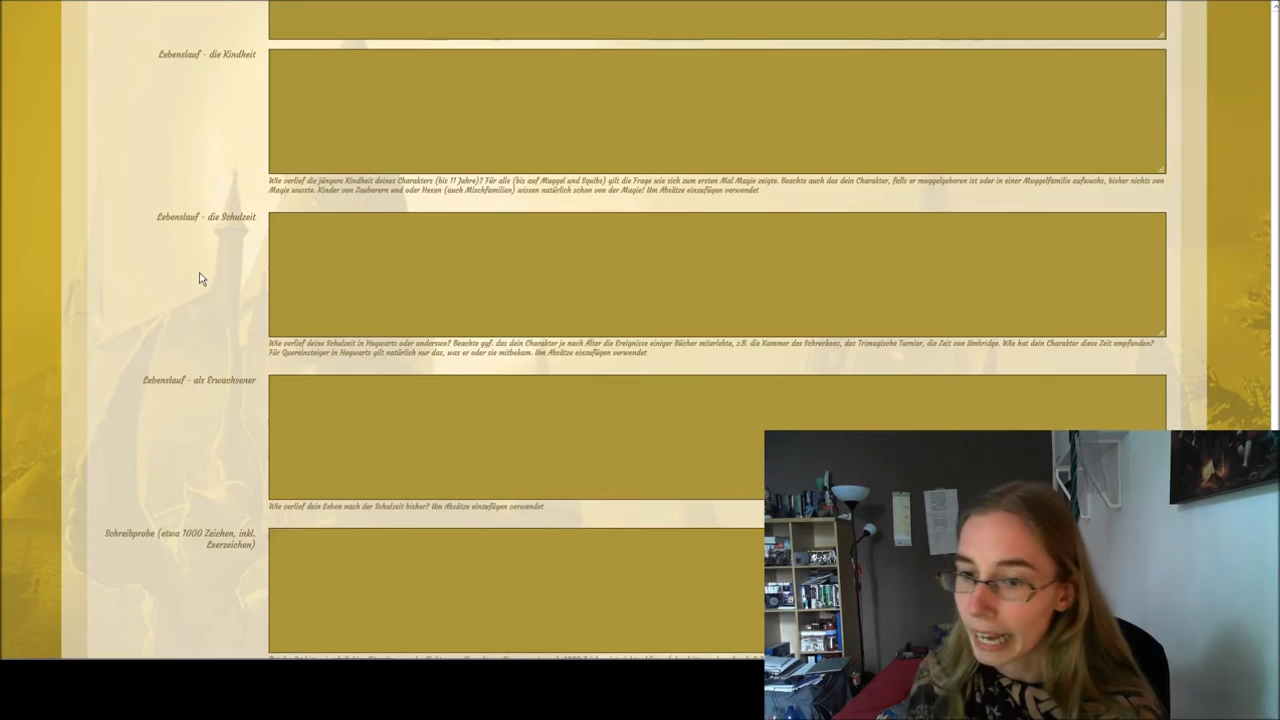 Lebenslauf - die Kindheit
Wie verlief die jüngere Kindheit deines Charakters (bis 11 Jahre)? Für alle (bis auf Muggel und Squibs) gilt die Frage wie sich zum ersten Mal Magie zeigte. Beachte auch das dein Charakter, falls er muggelgeboren ist oder in einer Muggelfamilie aufwuchs, bisher nichts von
Magie wusste. Kinder von Zauberern und oder Hexen (auch Mischfamilien) wissen natürlich schon von der Magie! Um Absätze einzufügen verwendet
Lebenslauf - die Schulzeit
Wie verlief deine Schulzeit in Hogwarts oder anderswo? Beachte ggf. das dein Charakter je nach Alter die Ereignisse einiger Bücher miterlebte, z.B. die Kammer des Schreckens, das Trimagische Turnier, die Zeit von Umbridge. Wie hat dein Charakter diese Zeit empfunden?
Für Quereinsteiger in Hogwarts gilt natürlich nur das, was er oder sie mitbekam. Um Absätze einzufügen verwendet
Lebenslauf - als Erwachsener
Wie verlief dein Leben nach der Schulzeit bisher? Um Absätze einzufügen verwendet
Schreibprobe (etwa 1000 Zeichen, inkl.
Leerzeichen)